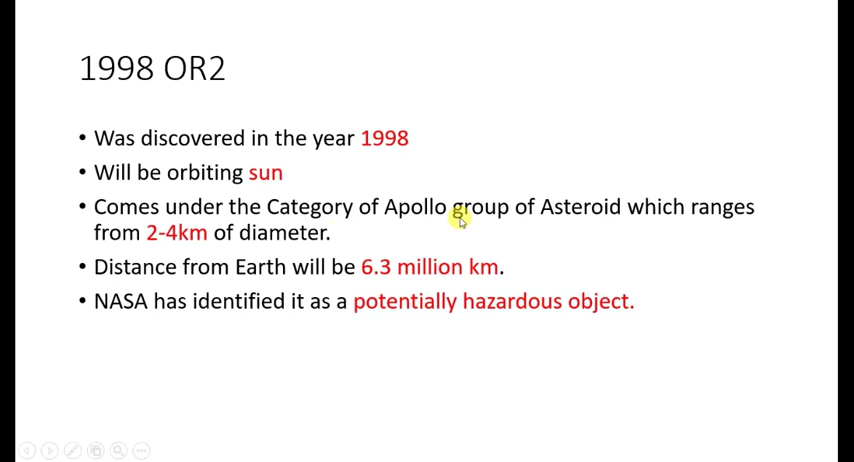 1998 OR2
• Was discovered in the year 1998
• Will be orbiting sun
• Comes under the Category of Apollo group of Asteroid which ranges
from 2-4km of diameter.
• Distance from Earth will be 6.3 million km.
• NASA has identified it as a potentially hazardous object.